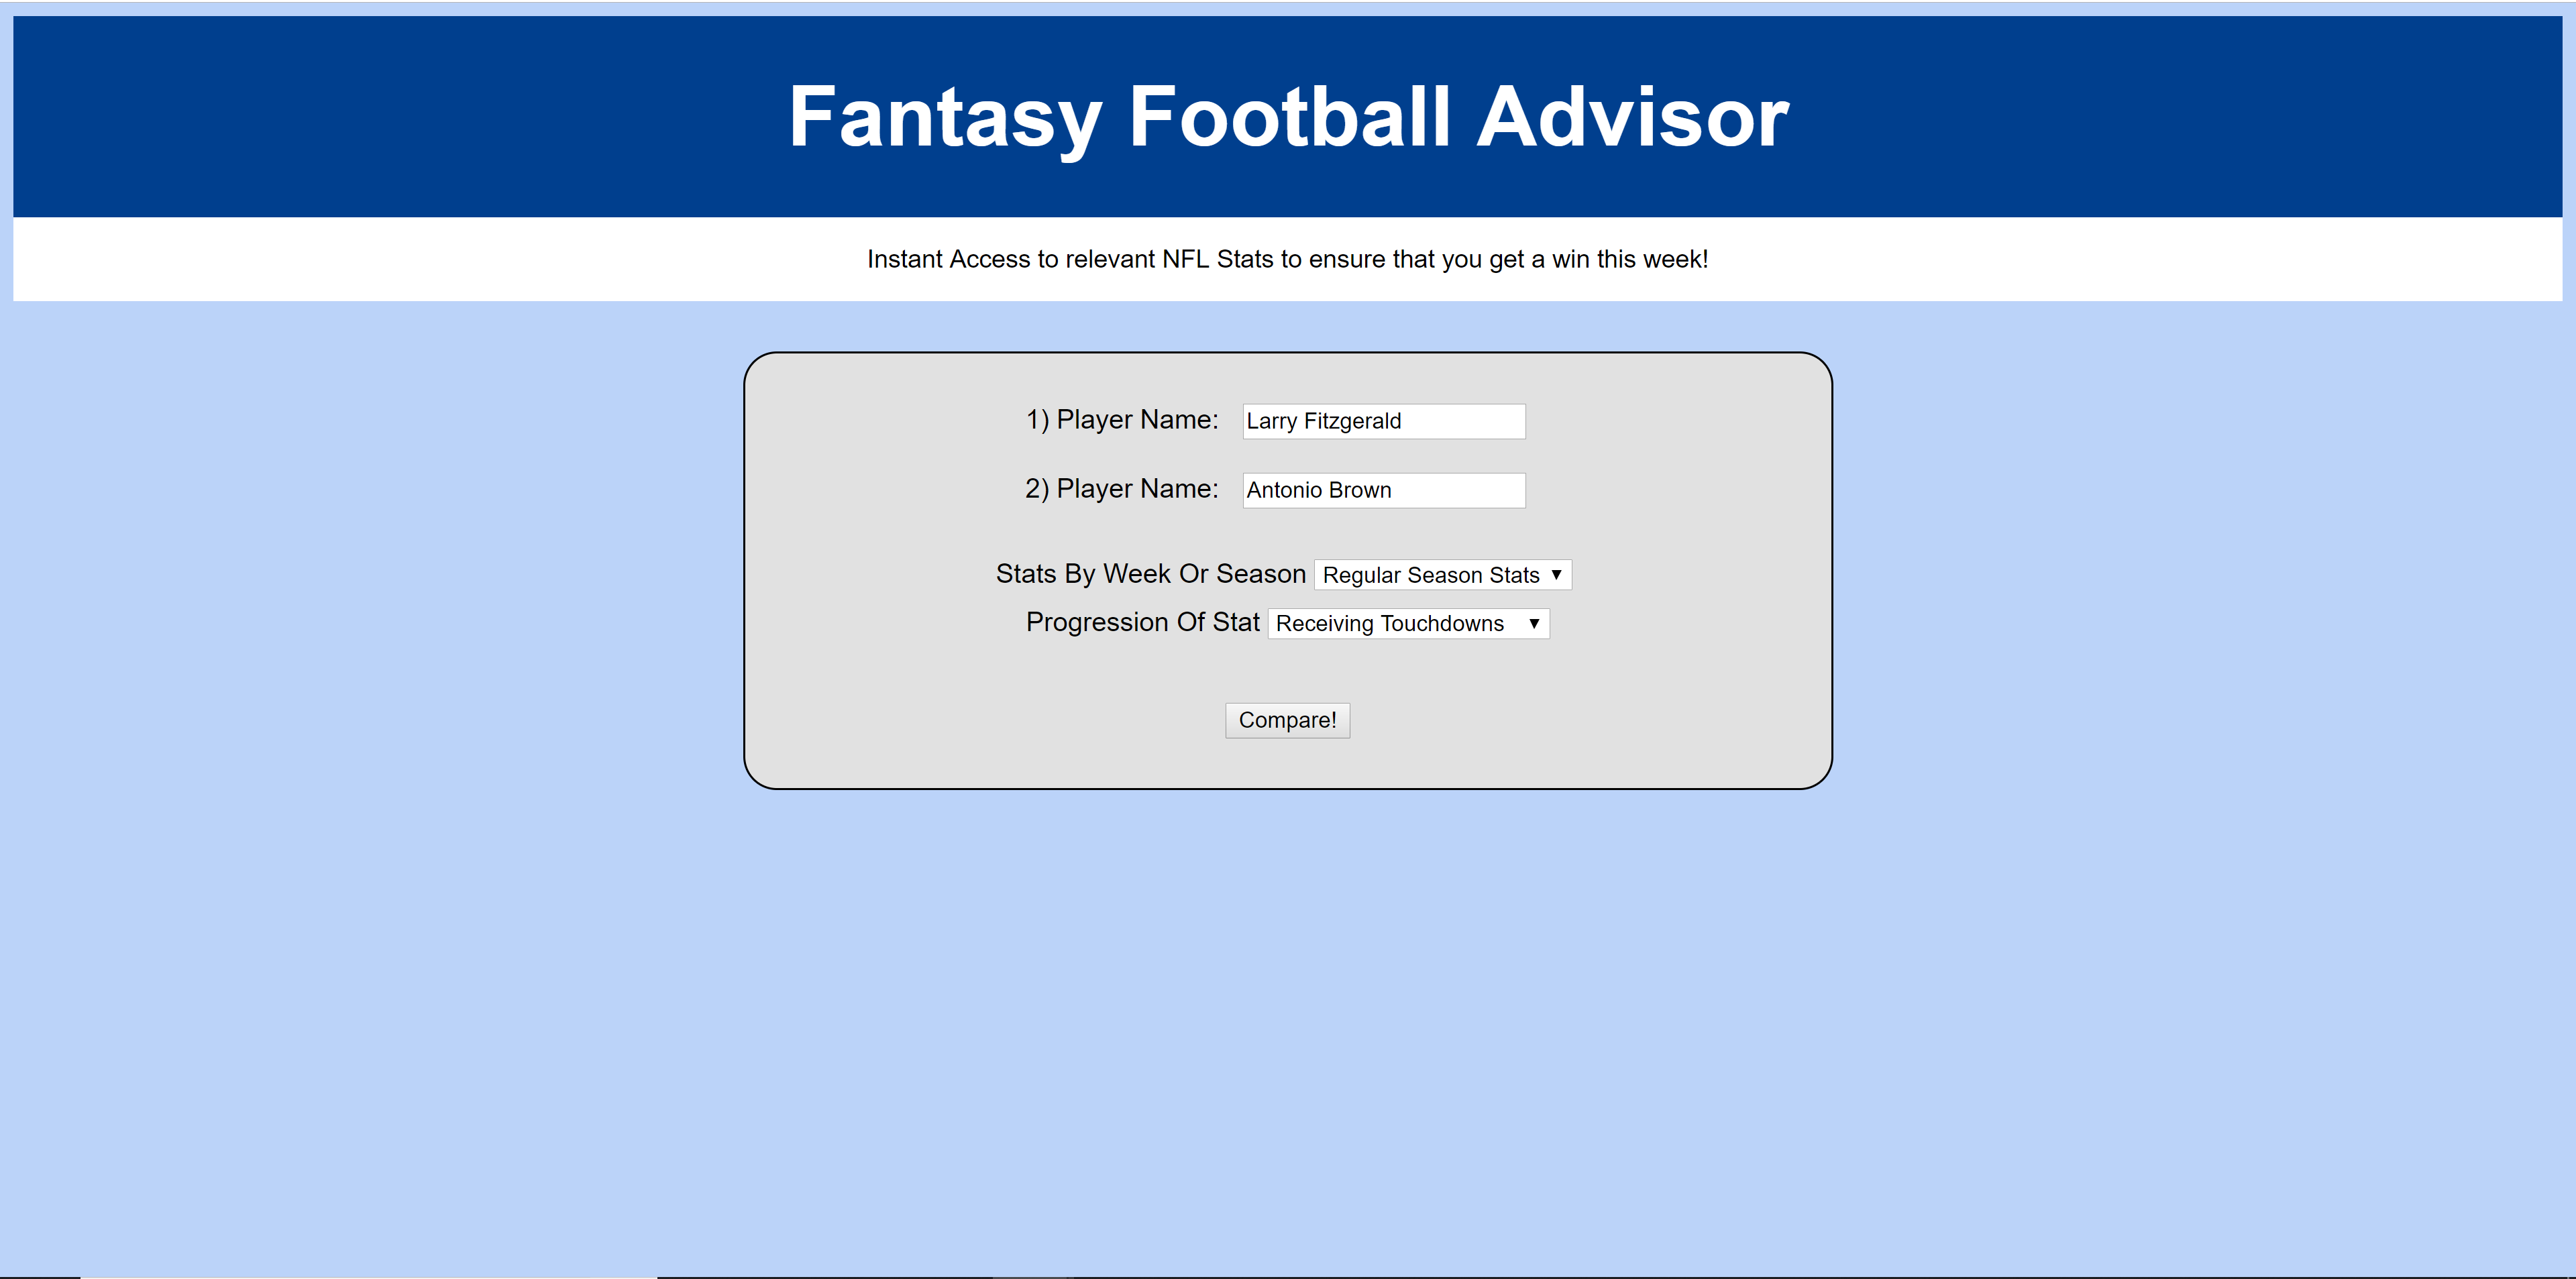 Fantasy Football Advisor
Instant Access to relevant NFL Stats to ensure that you get a win this week!
1) Player Name: Larry Fitzgerald
2) Player Name: Antonio Brown
Stats By Week Or Season Regular Season Stats
Progression Of Stat Receiving Touchdowns
Compare!